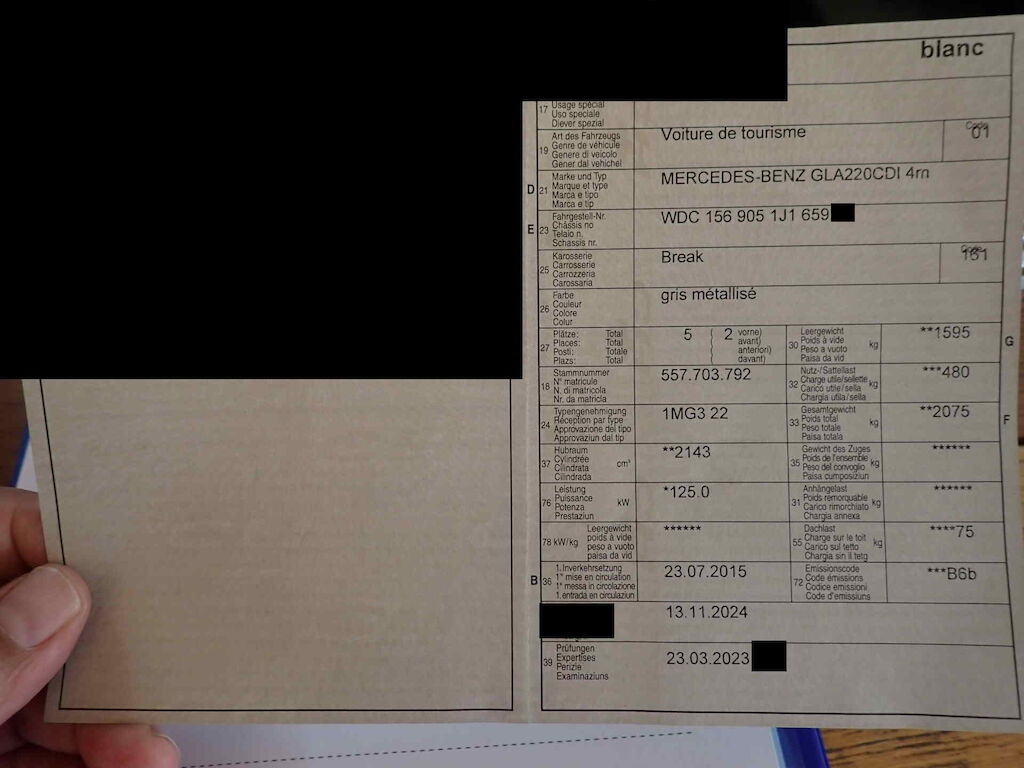 blanc
17 Usage spécial
Uso speciale
Diever spezial
19 Art des Fahrzeugs
Genre de véhicule
Genere di veicolo
Gener dal vehichel
Voiture de tourisme
Code
01
D 21 Marke und Typ
Marque et type
Marca e tipo
Marca e tip
MERCEDES-BENZ GLA220CDI 4m
E 23 Fahrgestell-Nr.
Châssis no
Telaio n.
Schassis nr.
WDC 156 905 1J1 659
25 Karosserie
Carrosserie
Carrozzeria
Carossaria
Break
Code
161
26 Farbe
Couleur
Colore
Colur
gris métallisé
27 Plätze: Total
Places: Total
Posti: Totale
Plazs: Total
5 ( 2 vorne)
( avant)
( anteriori)
( davant)
30 Leergewicht
Poids à vide
Peso a vuoto
Paisa da vid
kg
**1595
G
18 Stammnummer
N° matricule
N. di matricola
Nr. da matricla
557.703.792
32 Nutz-/Sattellast
Charge utile/sellette
Carico utile/sella
Chargia utila/sella
kg
***480
24 Typengenehmigung
Réception par type
Approvazione del tipo
Approvaziun dal tip
1MG3 22
33 Gesamtgewicht
Poids total
Peso totale
Paisa totala
kg
**2075
F
37 Hubraum
Cylindrée
Cilindrata
Cilindrada
cm³
**2143
35 Gewicht des Zuges
Poids de l'ensemble
Peso del convoglio
Paisa cumposiziun
kg
******
76 Leistung
Puissance
Potenza
Prestaziun
kW
*125.0
31 Anhängelast
Poids remorquable
Carico rimorchiato
Chargia annexa
kg
******
78 kW/kg Leergewicht
poids à vide
peso a vuoto
paisa da vid
******
55 Dachlast
Charge sur le toit
Carico sul tetto
Chargia sin il tetg
kg
****75
B 36 1.Inverkehrsetzung
1re mise en circulation
1a messa in circolazione
1. entrada en circulaziun
23.07.2015
72 Emissionscode
Code émissions
Codice emissioni
Code d'emissiuns
***B6b
13.11.2024
39 Prüfungen
Expertises
Perizie
Examinaziuns
23.03.2023